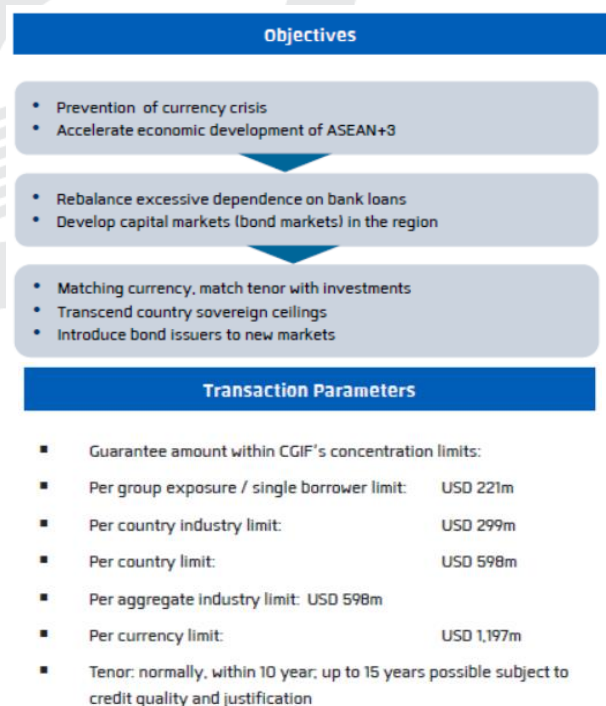 Objectives
• Prevention of currency crisis
• Accelerate economic development of ASEAN+3
• Rebalance excessive dependence on bank loans
• Develop capital markets (bond markets) in the region
• Matching currency, match tenor with investments
• Transcend country sovereign ceilings
• Introduce bond issuers to new markets
Transaction Parameters
▪ Guarantee amount within CGIF's concentration limits:
▪ Per group exposure / single borrower limit: USD 221m
▪ Per country industry limit: USD 299m
▪ Per country limit: USD 598m
▪ Per aggregate industry limit: USD 598m
▪ Per currency limit: USD 1,197m
▪ Tenor: normally, within 10 year; up to 15 years possible subject to
credit quality and justification